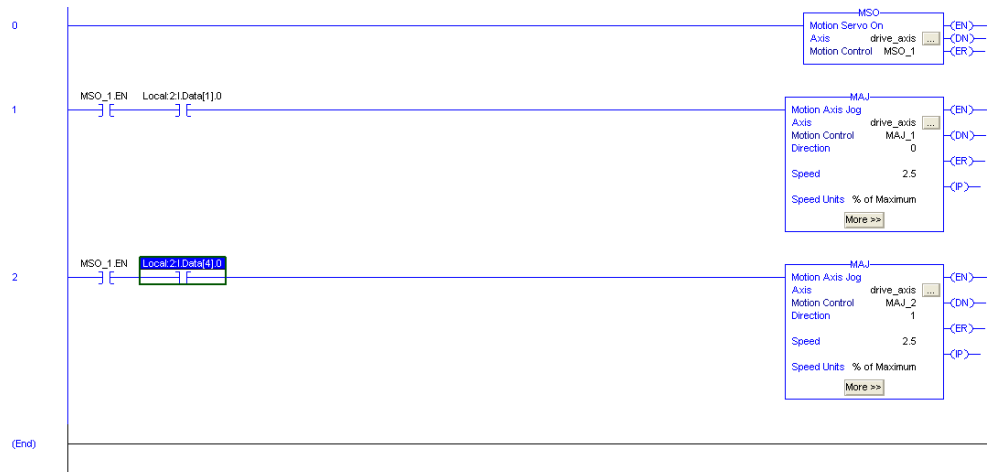 MSO
0 Motion Servo On (EN)
Axis drive_axis ... (DN)
Motion Control MSO_1 (ER)
MSO_1.EN Local:2:I.Data[1].0 MAJ
1 Motion Axis Jog (EN)
Axis drive_axis ...
Motion Control MAJ_1 (DN)
Direction 0
(ER)
Speed 2.5
(IP)
Speed Units % of Maximum
More >>
MSO_1.EN Local:2:I.Data[4].0 MAJ
2 Motion Axis Jog (EN)
Axis drive_axis ...
Motion Control MAJ_2 (DN)
Direction 1
(ER)
Speed 2.5
(IP)
Speed Units % of Maximum
More >>
(End)